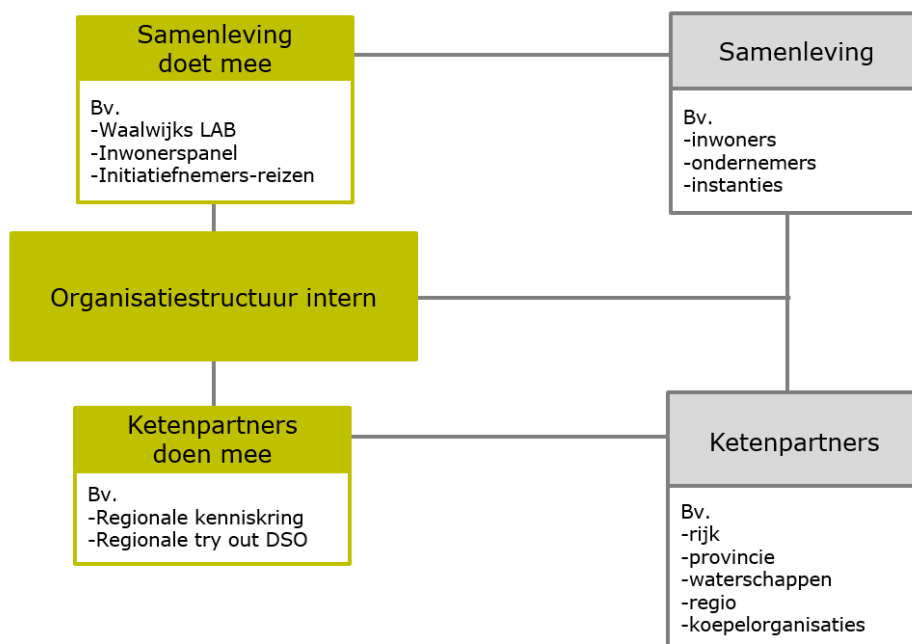 Samenleving
doet mee
Bv.
-Waalwijks LAB
-Inwonerspanel
-Initiatiefnemers-reizen
Samenleving
Bv.
-inwoners
-ondernemers
-instanties
Organisatiestructuur intern
Ketenpartners
doen mee
Bv.
-Regionale kenniskring
-Regionale try out DSO
Ketenpartners
Bv.
-rijk
-provincie
-waterschappen
-regio
-koepelorganisaties